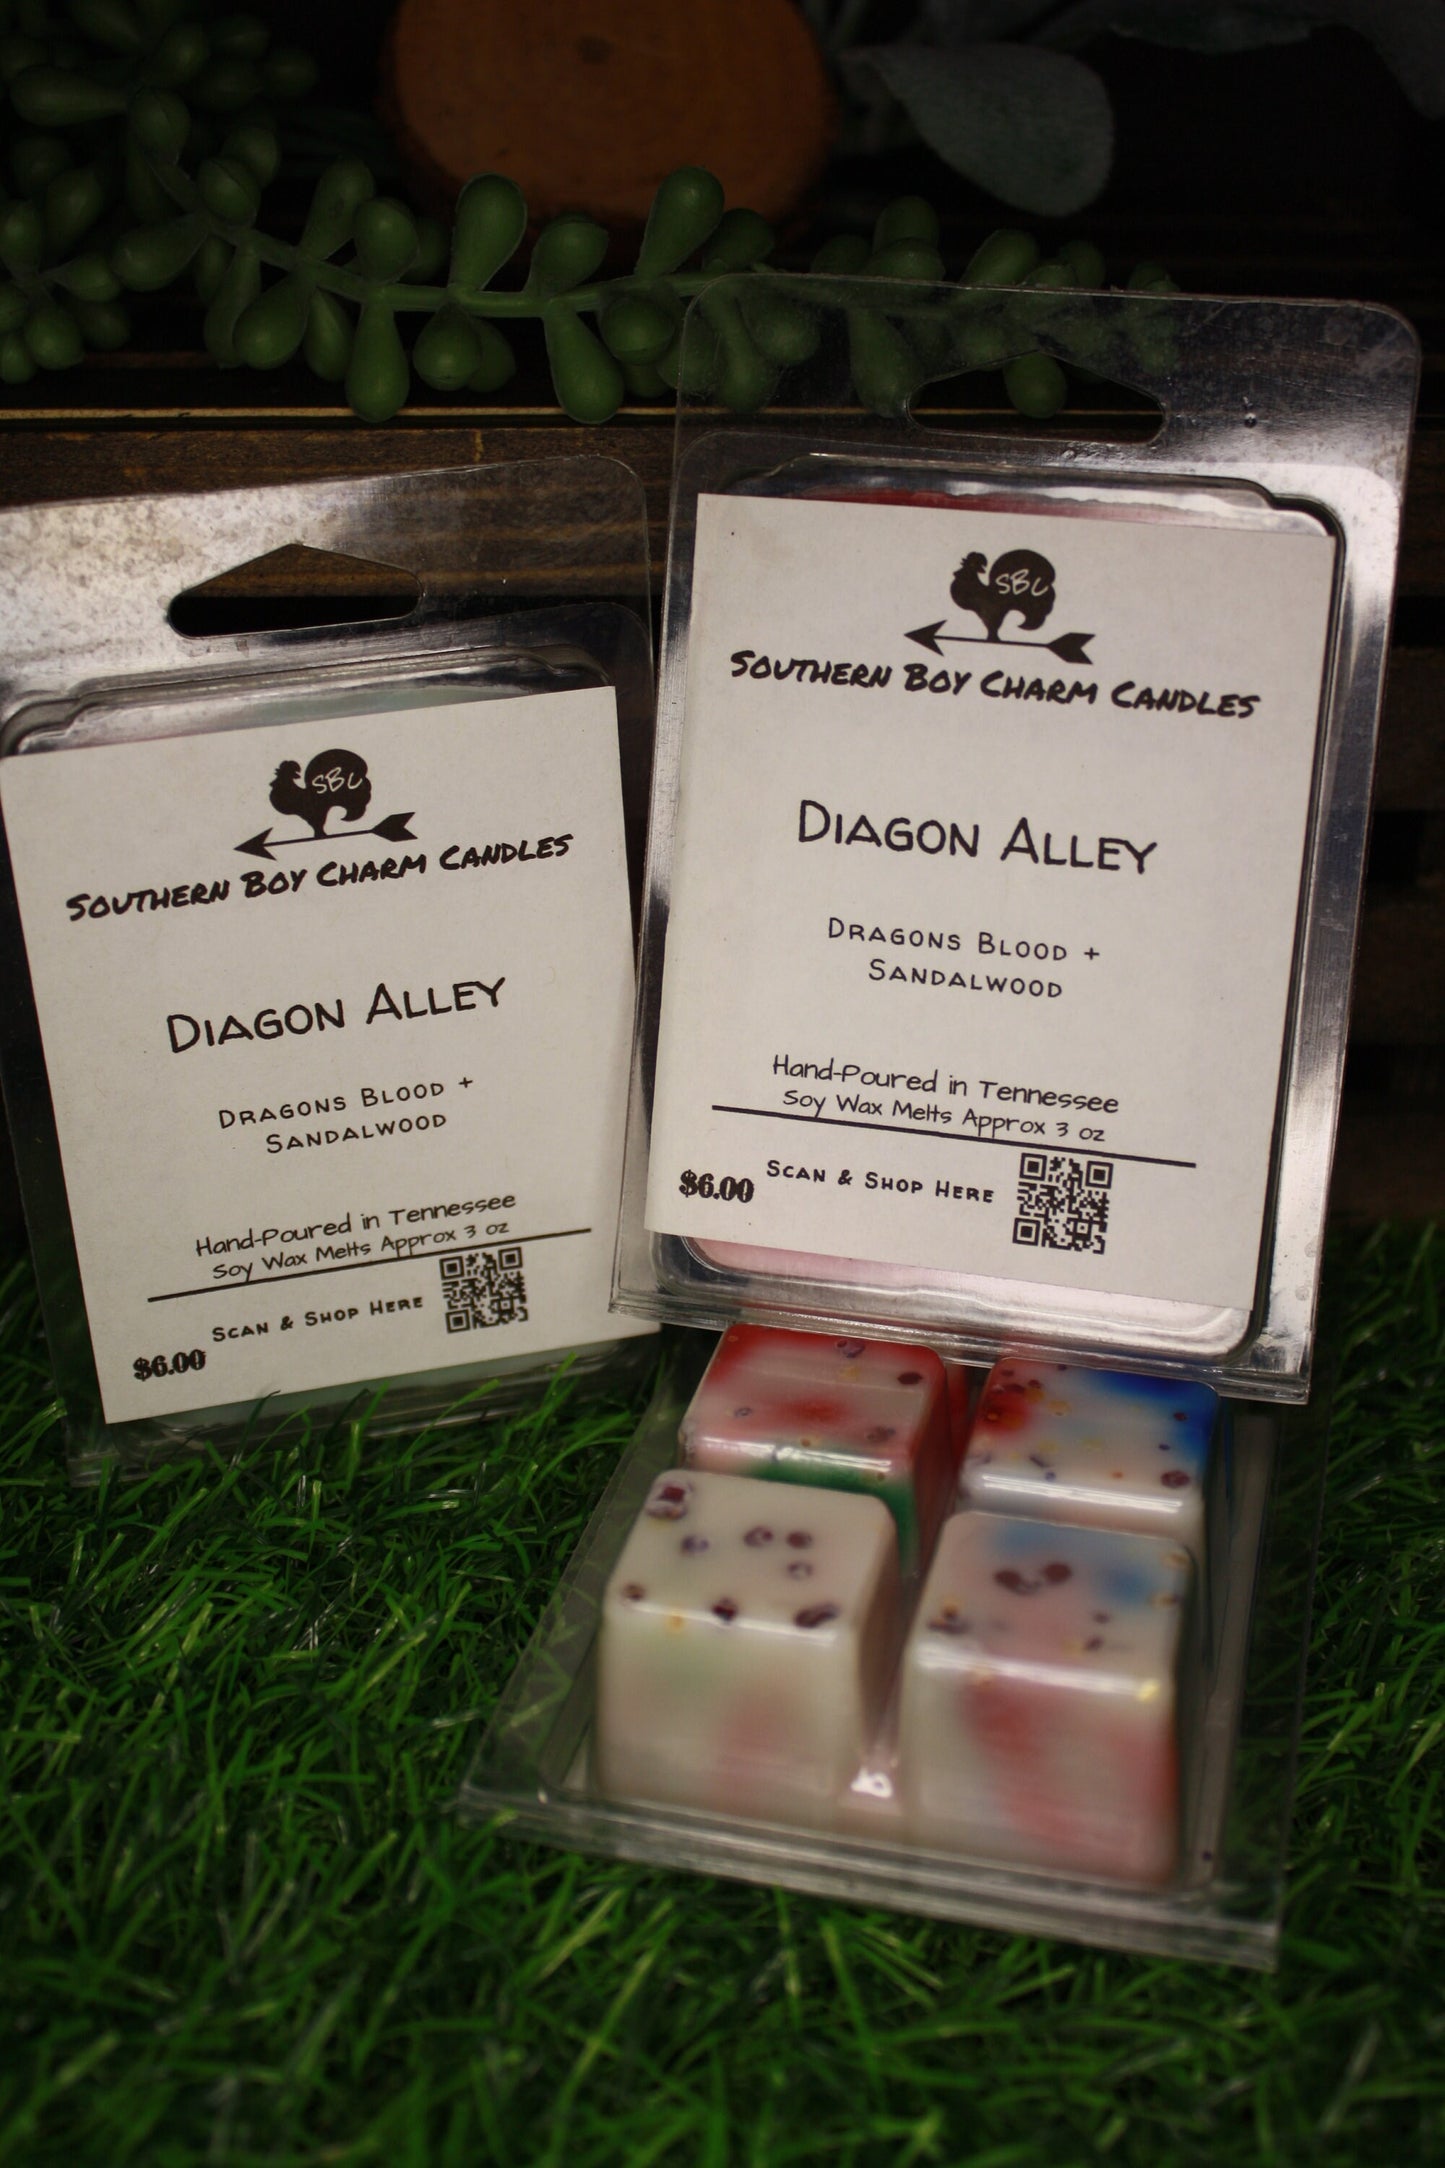 SBC
Southern Boy Charm Candles
Diagon Alley
Dragons Blood +
Sandalwood
Hand-Poured in Tennessee
Soy Wax Melts Approx 3 oz
Scan & Shop Here
$6.00
SBC
Southern Boy Charm Candles
Diagon Alley
Dragons Blood +
Sandalwood
Hand-Poured in Tennessee
Soy Wax Melts Approx 3 oz
$6.00 Scan & Shop Here